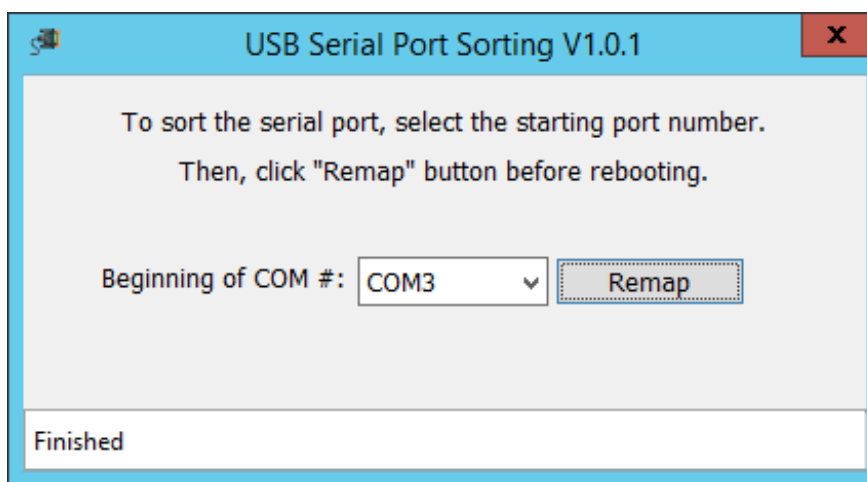 USB Serial Port Sorting V1.0.1
x
To sort the serial port, select the starting port number.
Then, click "Remap" button before rebooting.
Beginning of COM #: COM3 Remap
Finished